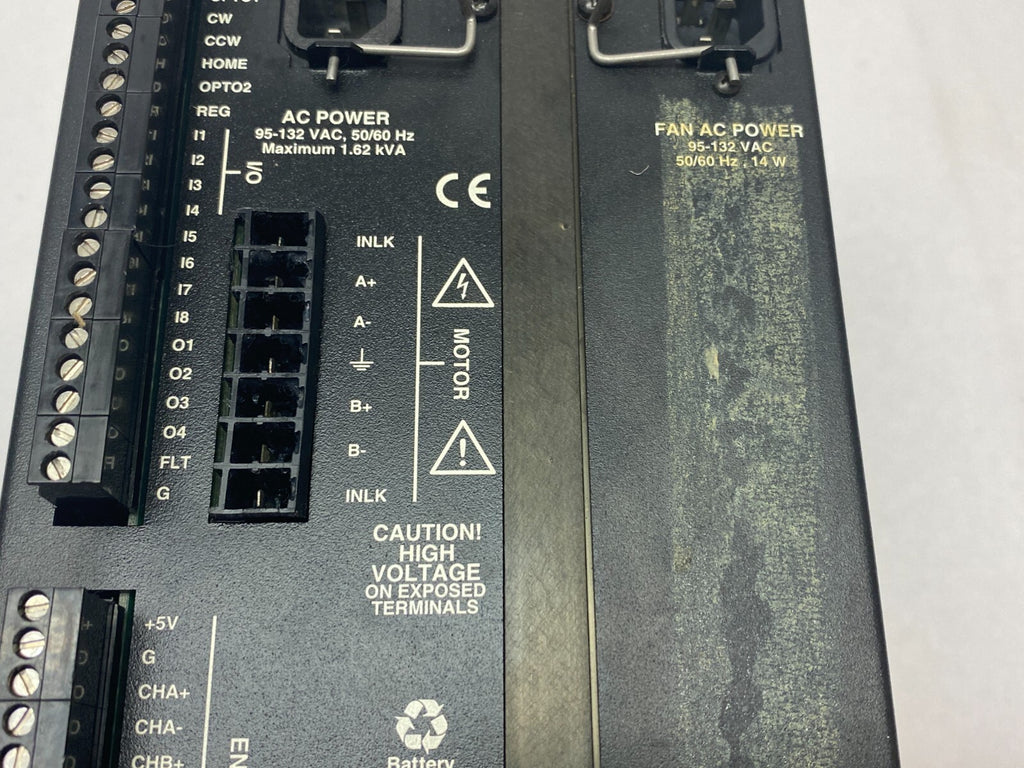 CW
CCW
HOME
OPTO2
REG
I1
I2
I3
I4
I5
I6
I7
I8
O1
O2
O3
O4
FLT
G
I/O
AC POWER
95-132 VAC, 50/60 Hz
Maximum 1.62 kVA
CE
INLK
A+
A-
B+
B-
INLK
MOTOR
CAUTION!
HIGH
VOLTAGE
ON EXPOSED
TERMINALS
FAN AC POWER
95-132 VAC
50/60 Hz , 14 W
+5V
G
CHA+
CHA-
CHB+
EN
Battery